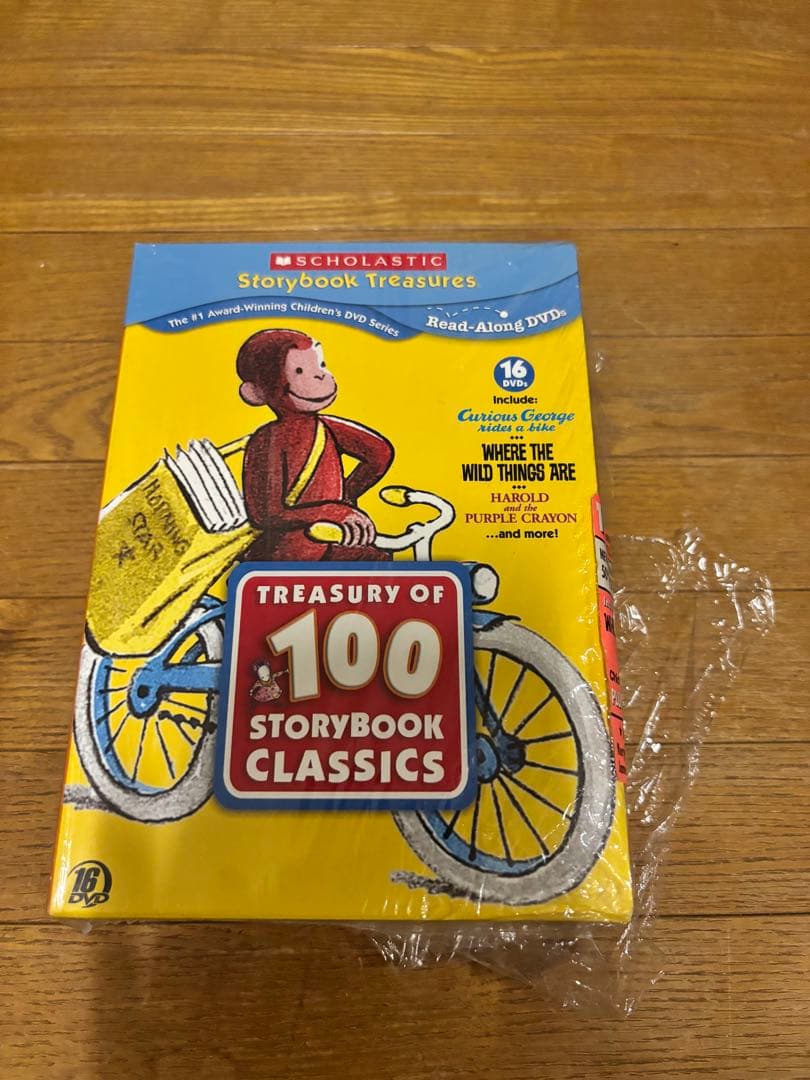 SCHOLASTIC
Storybook Treasures
The #1 Award-Winning Children's DVD Series
Read-Along DVDs
16
DVDs
Include:
Curious George
rides a bike
WHERE THE
WILD THINGS ARE
HAROLD
and the
PURPLE CRAYON
...and more!
MORNING
STAR
TREASURY OF
100
STORYBOOK
CLASSICS
16
DVD